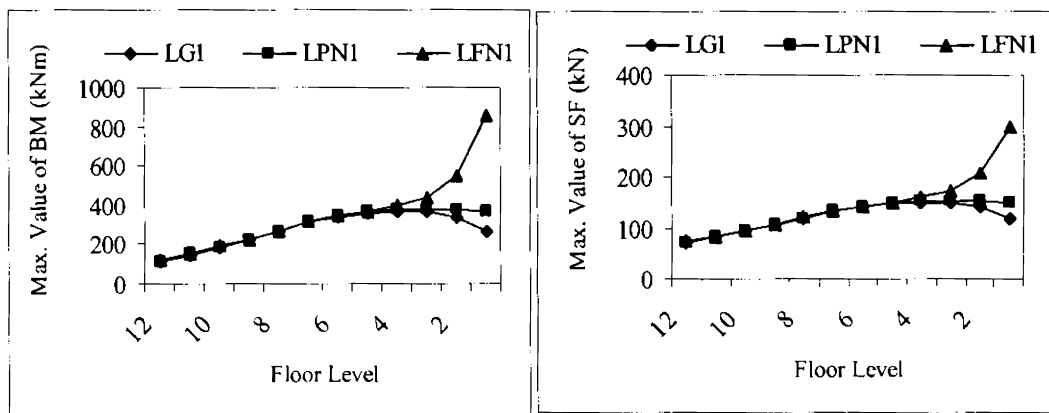 LG1 LPN1 LFN1
Max. Value of BM (kNm)
1000
800
600
400
200
0
12 10 8 6 4 2
Floor Level
LG1 LPN1 LFN1
Max. Value of SF (kN)
400
300
200
100
0
12 10 8 6 4 2
Floor Level